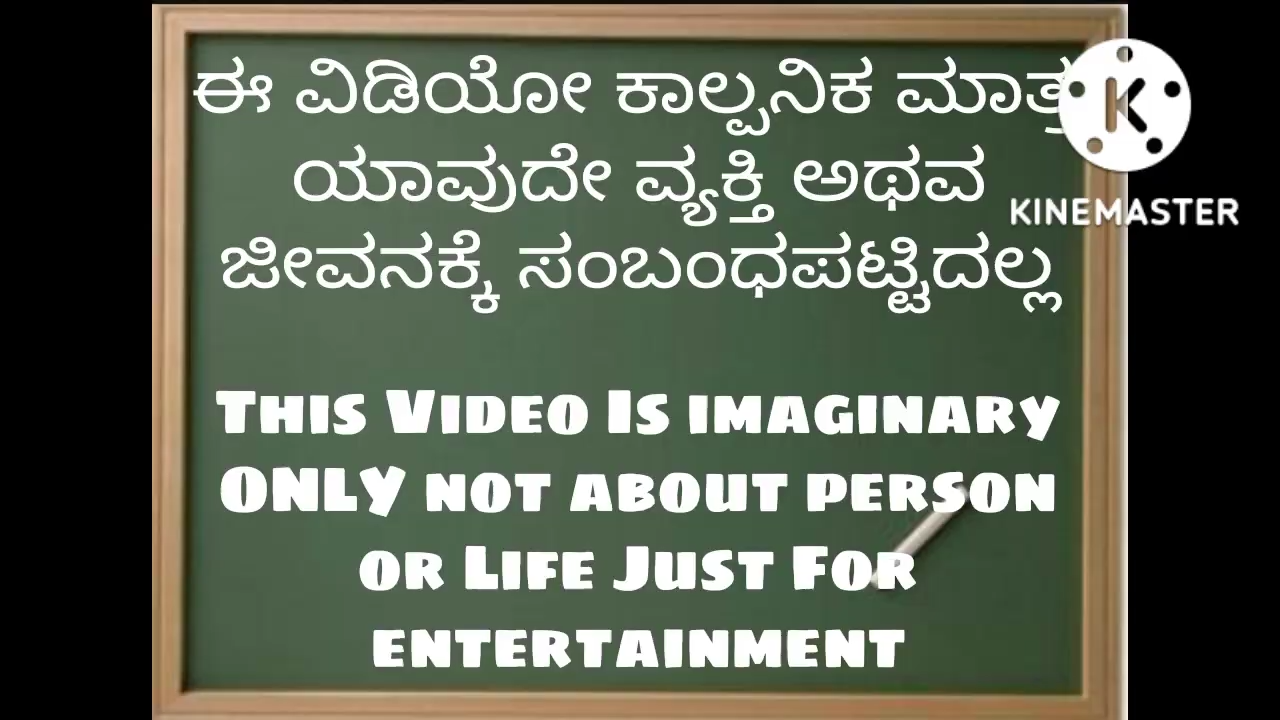 ಈ ವಿಡಿಯೋ ಕಾಲ್ಪನಿಕ ಮಾತ್ರ
ಯಾವುದೇ ವ್ಯಕ್ತಿ ಅಥವ
ಜೀವನಕ್ಕೆ ಸಂಬಂಧಪಟ್ಟಿದಲ್ಲ
K
KINEMASTER
This Video Is imaginary
ONLY not about person
or Life Just For
entertainment